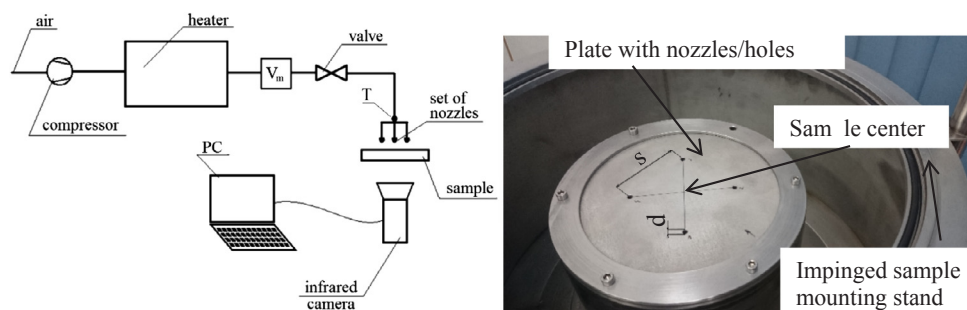 air
heater
valve
V_m
T
set of
nozzles
compressor
PC
sample
infrared
camera
Plate with nozzles/holes
Sam le center
s
d
Impinged sample
mounting stand